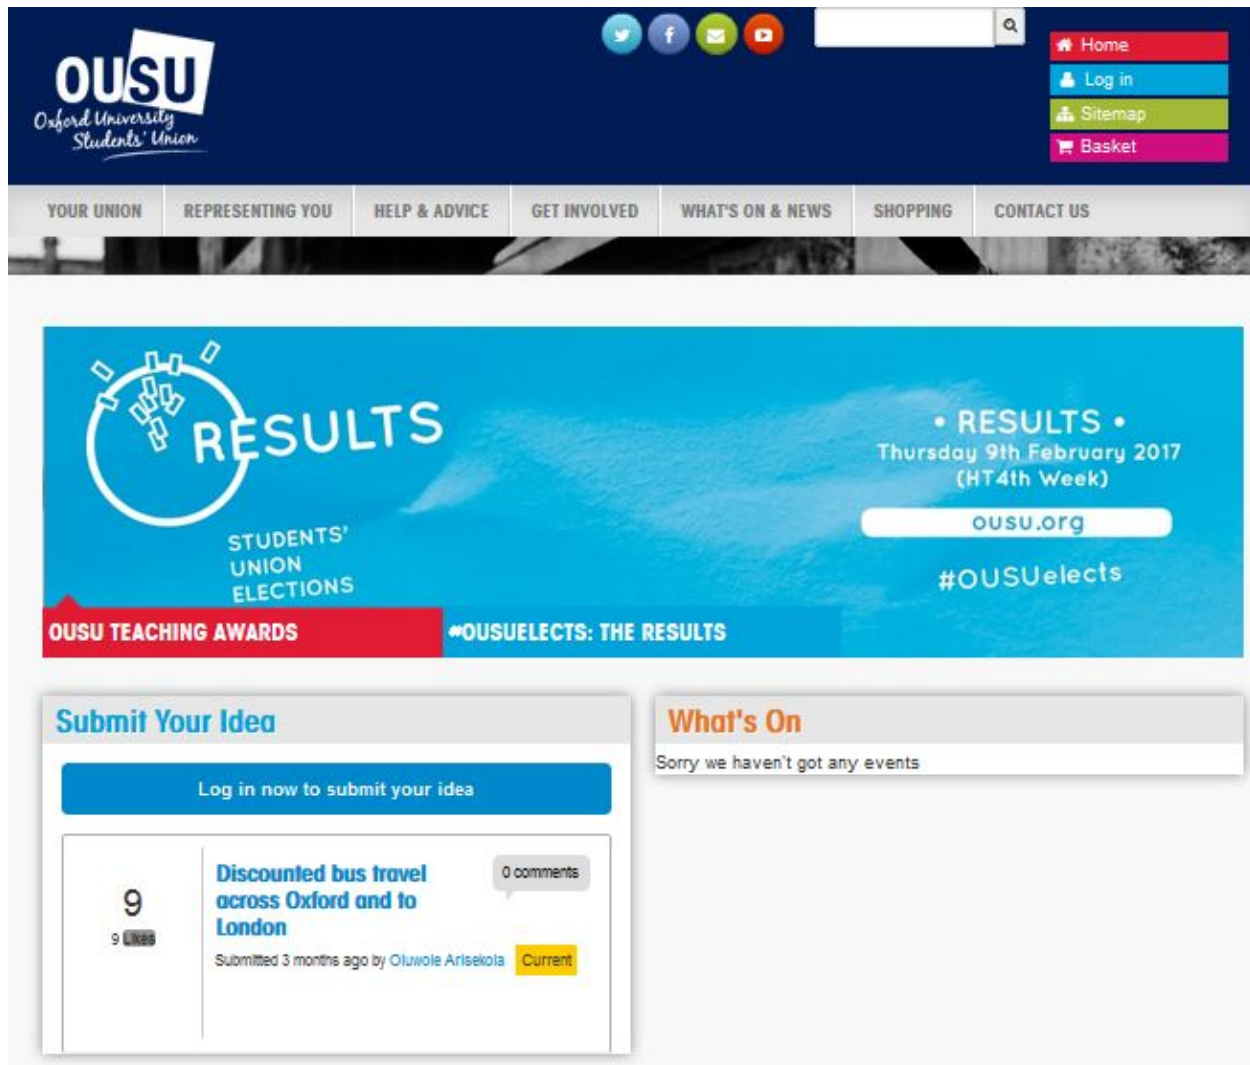 OUSU
Oxford University
Students' Union
Home
Log in
Sitemap
Basket
YOUR UNION
REPRESENTING YOU
HELP & ADVICE
GET INVOLVED
WHAT'S ON & NEWS
SHOPPING
CONTACT US
RESULTS
STUDENTS'
UNION
ELECTIONS
• RESULTS •
Thursday 9th February 2017
(HT4th Week)
ousu.org
#OUSUelects
OUSU TEACHING AWARDS
#OUSUELECTS: THE RESULTS
Submit Your Idea
Log in now to submit your idea
9
9 Likes
Discounted bus travel
across Oxford and to
London
0 comments
Submitted 3 months ago by Oluwole Arisekola
Current
What's On
Sorry we haven't got any events